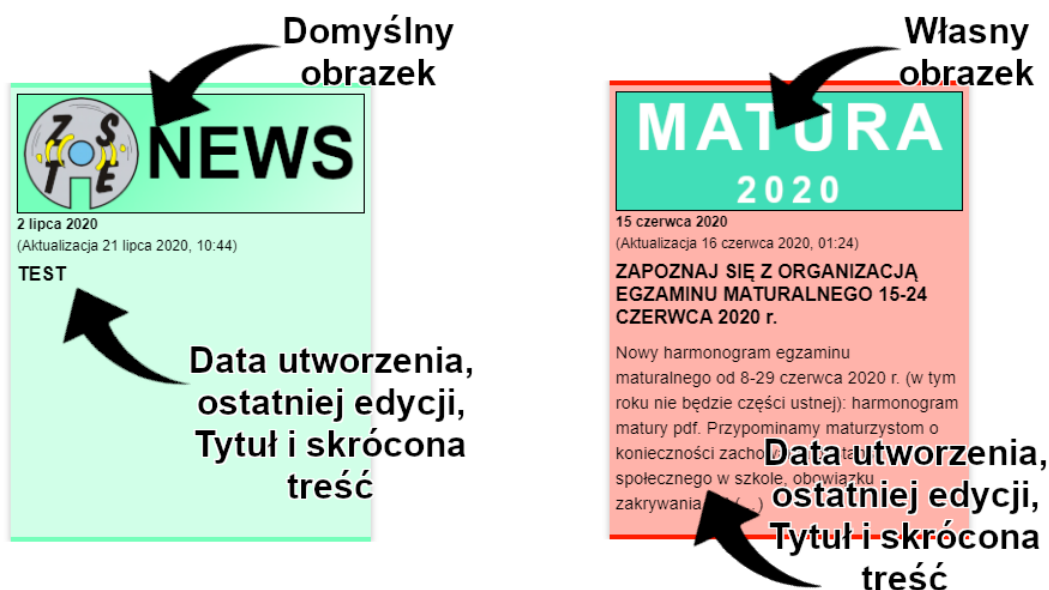 Domyślny
obrazek
Z S
T E
NEWS
2 lipca 2020
(Aktualizacja 21 lipca 2020, 10:44)
TEST
Data utworzenia,
ostatniej edycji,
Tytuł i skrócona
treść
Własny
obrazek
MATURA
2020
15 czerwca 2020
(Aktualizacja 16 czerwca 2020, 01:24)
ZAPOZNAJ SIĘ Z ORGANIZACJĄ
EGZAMINU MATURALNEGO 15-24
CZERWCA 2020 r.
Nowy harmonogram egzaminu
maturalnego od 8-29 czerwca 2020 r. (w tym
roku nie będzie części ustnej): harmonogram
matury pdf. Przypominamy maturzystom o
konieczności
społecznego w szkole, obowiązku
zakrywania
Data utworzenia,
ostatniej edycji,
Tytuł i skrócona
treść